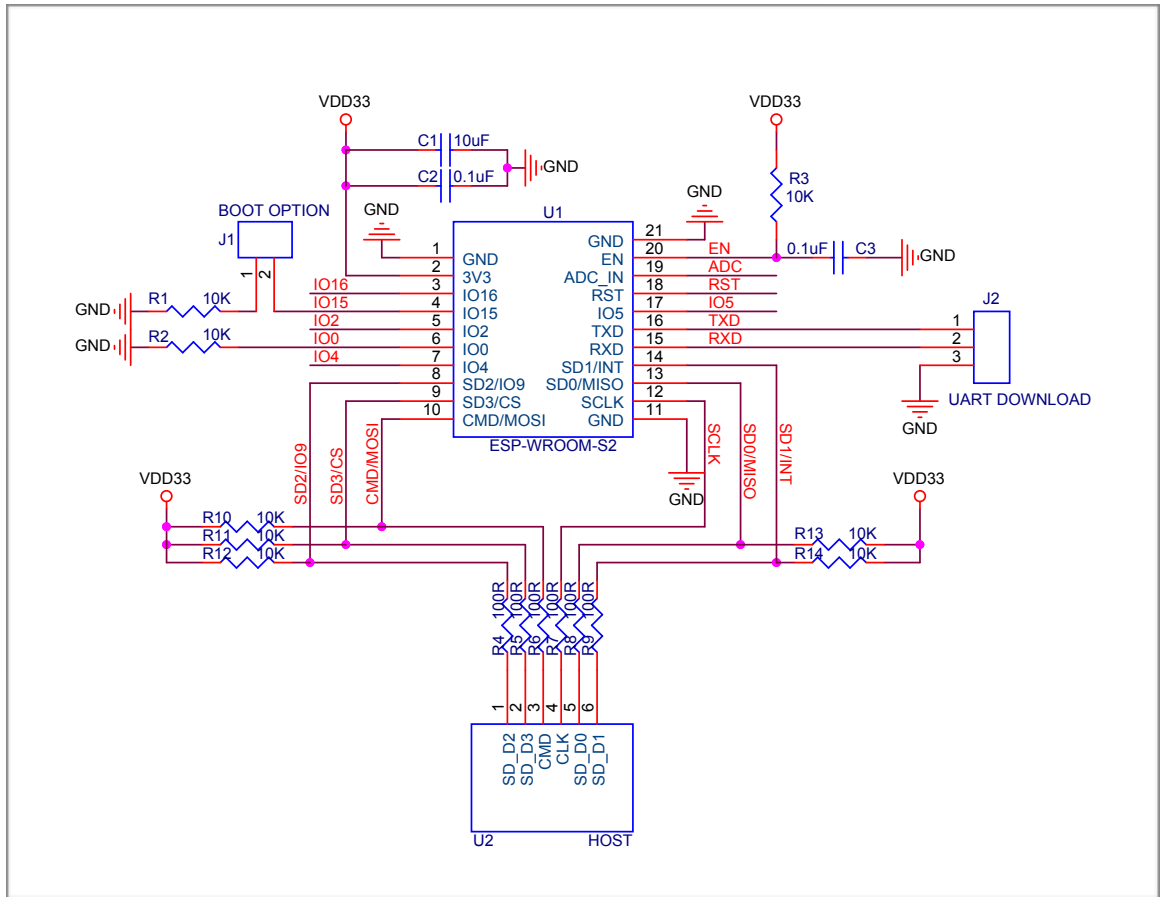 VDD33
VDD33
C1 10uF
C2 0.1uF
GND
R3
10K
GND
GND
BOOT OPTION
J1
1
2
U1
EN
0.1uF C3
GND
IO16
IO15
IO2
IO0
IO4
ADC
RST
IO5
TXD
RXD
GND R1 10K
GND R2 10K
1 GND
2 3V3
3 IO16
4 IO15
5 IO2
6 IO0
7 IO4
8 SD2/IO9
9 SD3/CS
10 CMD/MOSI
GND 21
EN 20
ADC_IN 19
RST 18
IO5 17
TXD 16
RXD 15
SD1/INT 14
SD0/MISO 13
SCLK 12
GND 11
ESP-WROOM-S2
J2
1
2
3
UART DOWNLOAD
GND
GND
SD2/IO9
SD3/CS
CMD/MOSI
SCLK
SD0/MISO
SD1/INT
VDD33
VDD33
R10 10K
R11 10K
R12 10K
R13 10K
R14 10K
R4 100R
R5 100R
R6 100R
R7 100R
R8 100R
R9 100R
1 SD_D2
2 SD_D3
3 CMD
4 CLK
5 SD_D0
6 SD_D1
U2 HOST